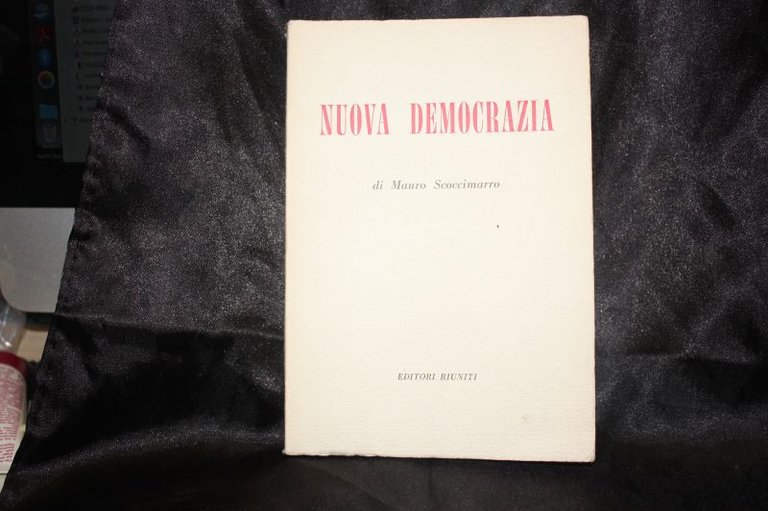 NUOVA DEMOCRAZIA
di Mauro Scoccimarro
EDITORI RIUNITI